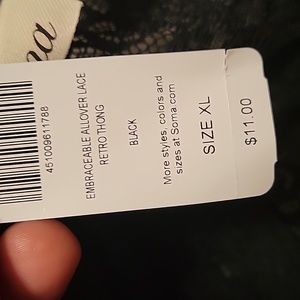 ma
451009611788
EMBRACEABLE ALLOVER LACE
RETRO THONG
BLACK
More styles, colors and
sizes at Soma.com
SIZE XL
$11.00